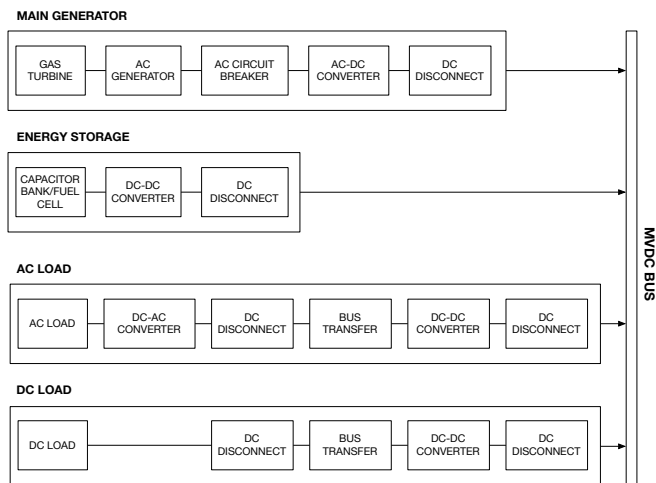 MAIN GENERATOR
GAS
TURBINE
AC
GENERATOR
AC CIRCUIT
BREAKER
AC-DC
CONVERTER
DC
DISCONNECT
ENERGY STORAGE
CAPACITOR
BANK/FUEL
CELL
DC-DC
CONVERTER
DC
DISCONNECT
MVDC BUS
AC LOAD
AC LOAD
DC-AC
CONVERTER
DC
DISCONNECT
BUS
TRANSFER
DC-DC
CONVERTER
DC
DISCONNECT
DC LOAD
DC LOAD
DC
DISCONNECT
BUS
TRANSFER
DC-DC
CONVERTER
DC
DISCONNECT